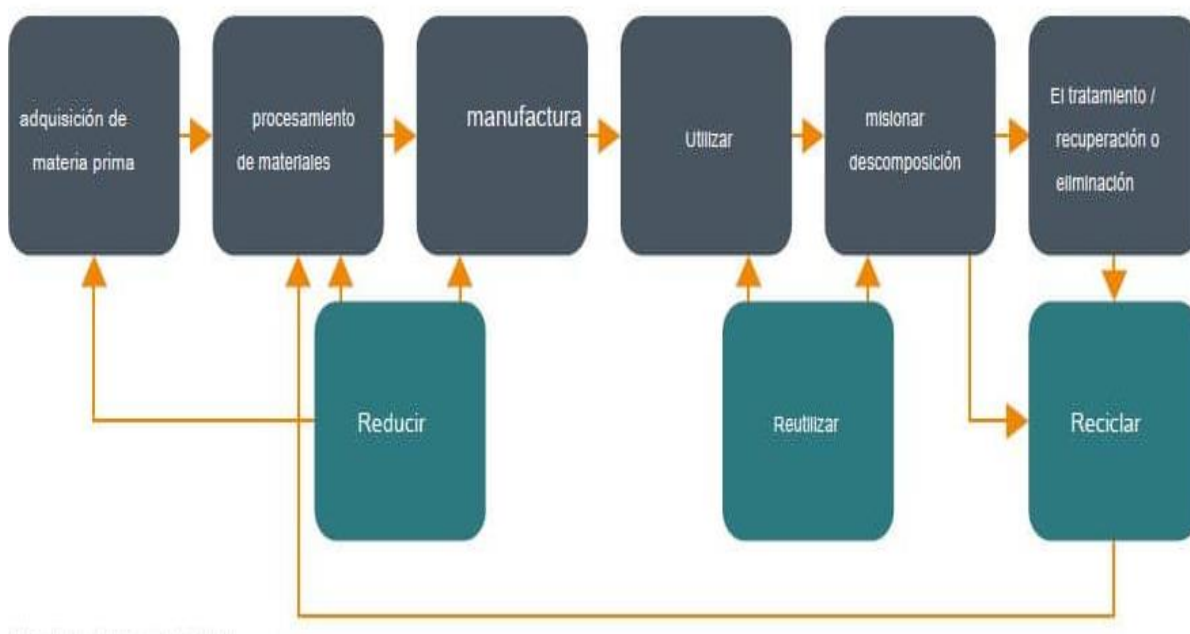 adquisición de
materia prima
procesamiento
de materiales
manufactura
Utilizar
misionar
descomposición
El tratamiento /
recuperación o
eliminación
Reducir
Reutilizar
Reciclar